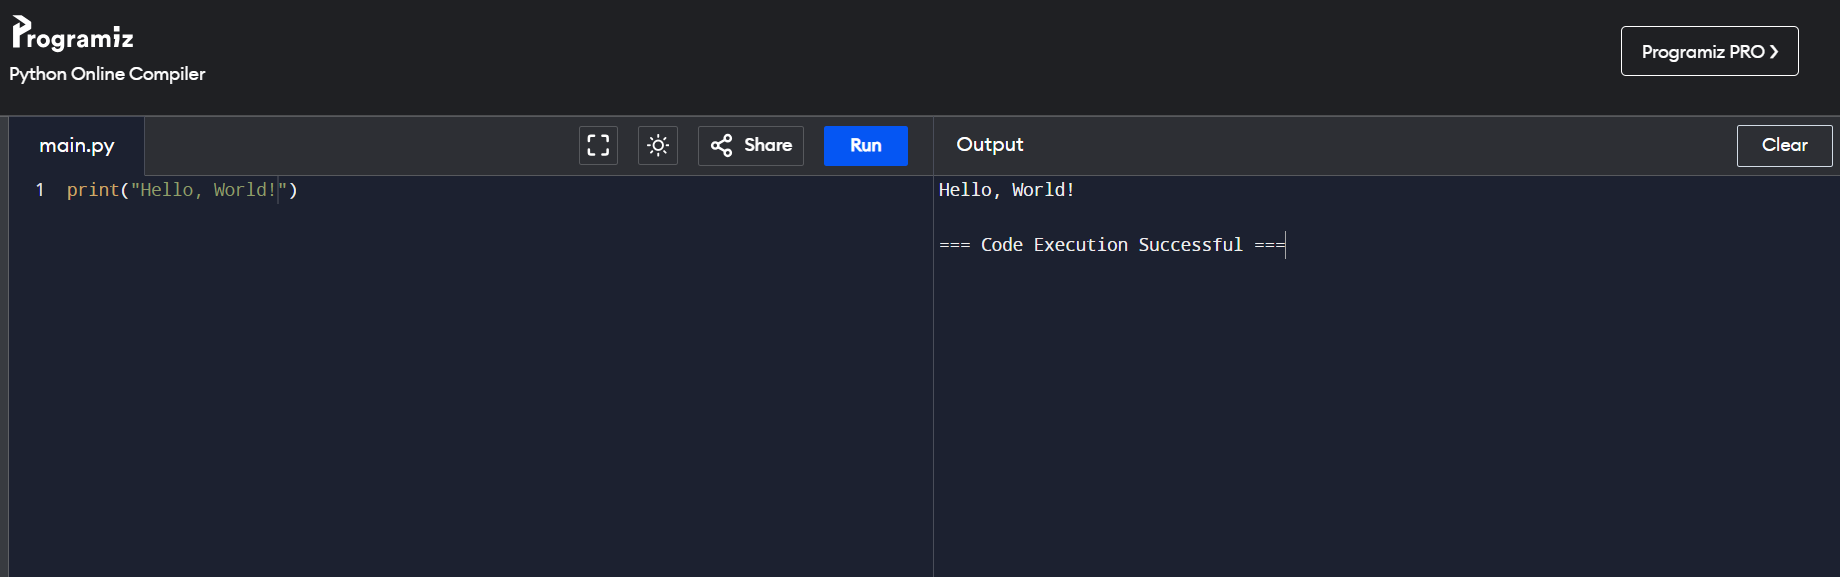 Programiz
Python Online Compiler
Programiz PRO ❯
main.py
Share
Run
Output
Clear
1 print("Hello, World!")
Hello, World!
=== Code Execution Successful ===